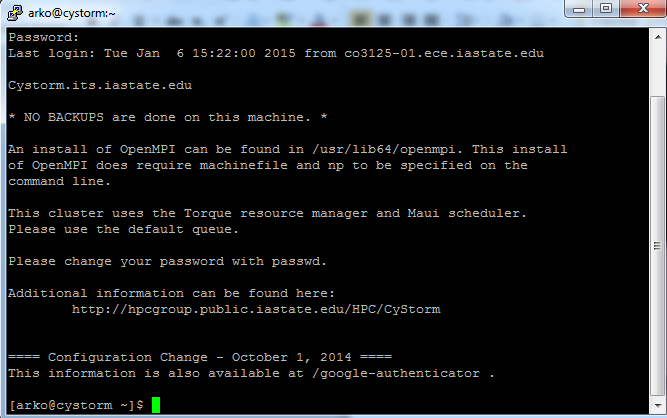 arko@cystorm:~
Password:
Last login: Tue Jan  6 15:22:00 2015 from co3125-01.ece.iastate.edu
Cystorm.its.iastate.edu
* NO BACKUPS are done on this machine. *
An install of OpenMPI can be found in /usr/lib64/openmpi. This install
of OpenMPI does require machinefile and np to be specified on the
command line.
This cluster uses the Torque resource manager and Maui scheduler.
Please use the default queue.
Please change your password with passwd.
Additional information can be found here:
http://hpcgroup.public.iastate.edu/HPC/CyStorm
==== Configuration Change - October 1, 2014 ====
This information is also available at /google-authenticator .
[arko@cystorm ~]$